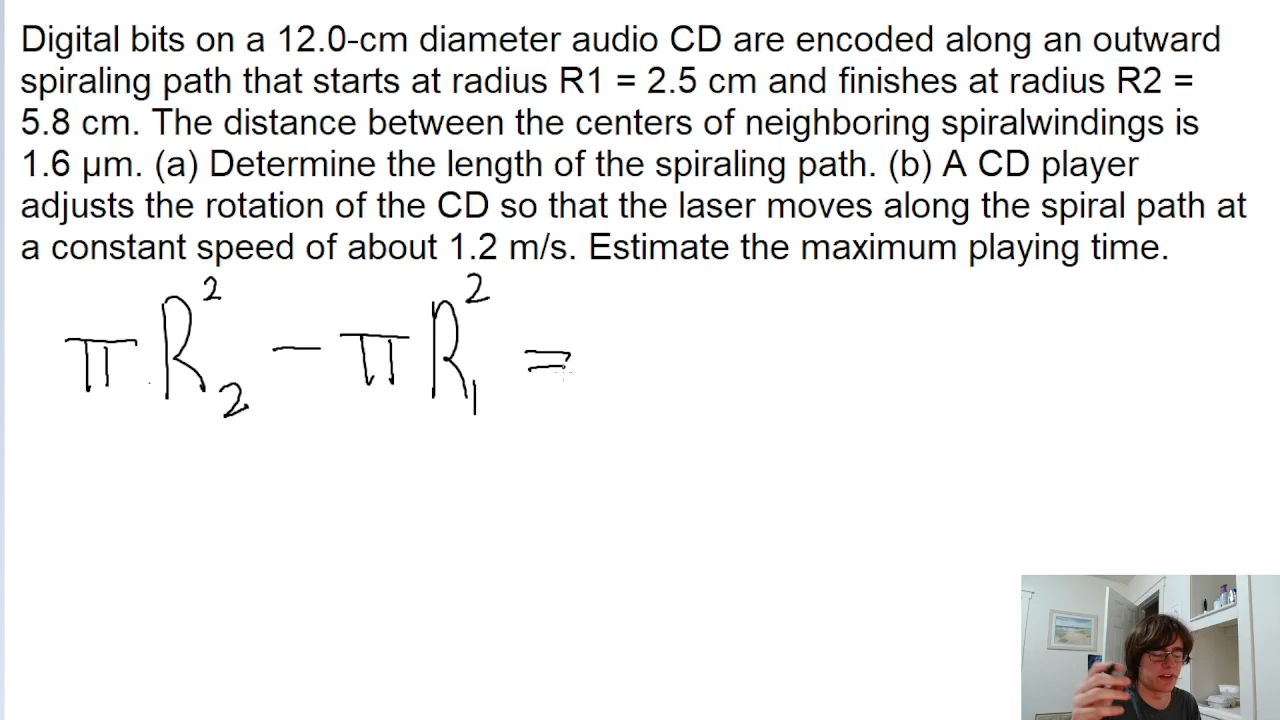 Digital bits on a 12.0-cm diameter audio CD are encoded along an outward
spiraling path that starts at radius R1 = 2.5 cm and finishes at radius R2 =
5.8 cm. The distance between the centers of neighboring spiralwindings is
1.6 μm. (a) Determine the length of the spiraling path. (b) A CD player
adjusts the rotation of the CD so that the laser moves along the spiral path at
a constant speed of about 1.2 m/s. Estimate the maximum playing time.
πR₂² − πR₁² =